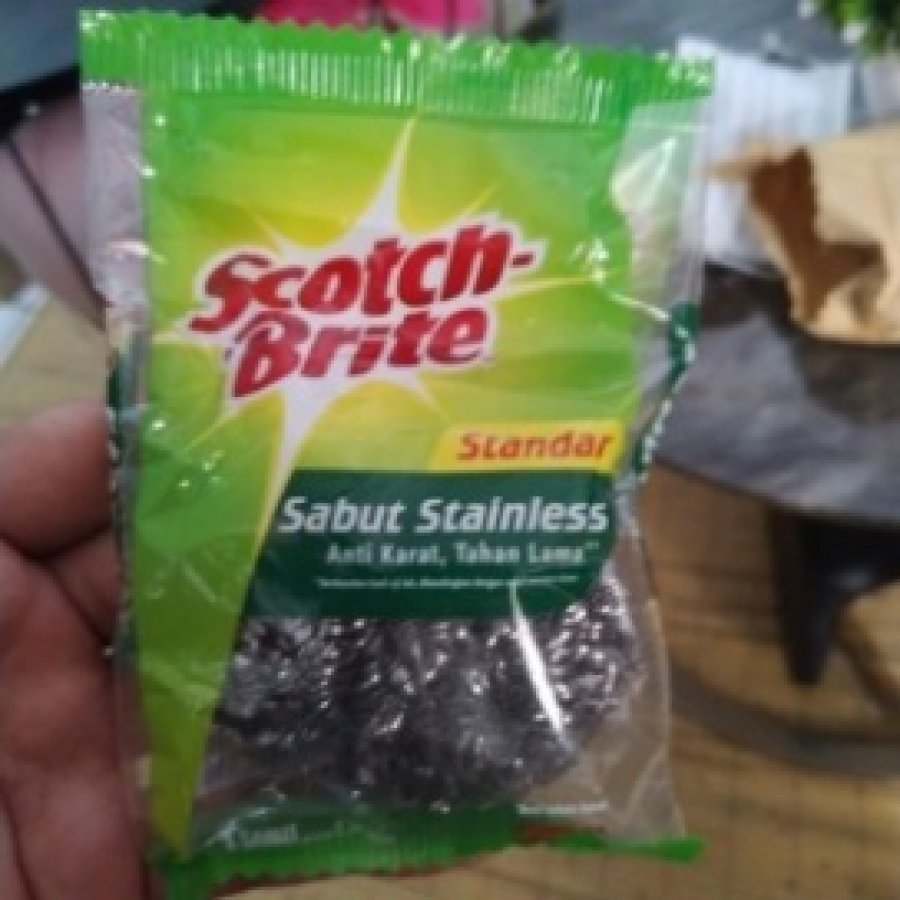 Scotch-
Brite
Standar
Sabut Stainless
Anti Karat, Tahan Lama**